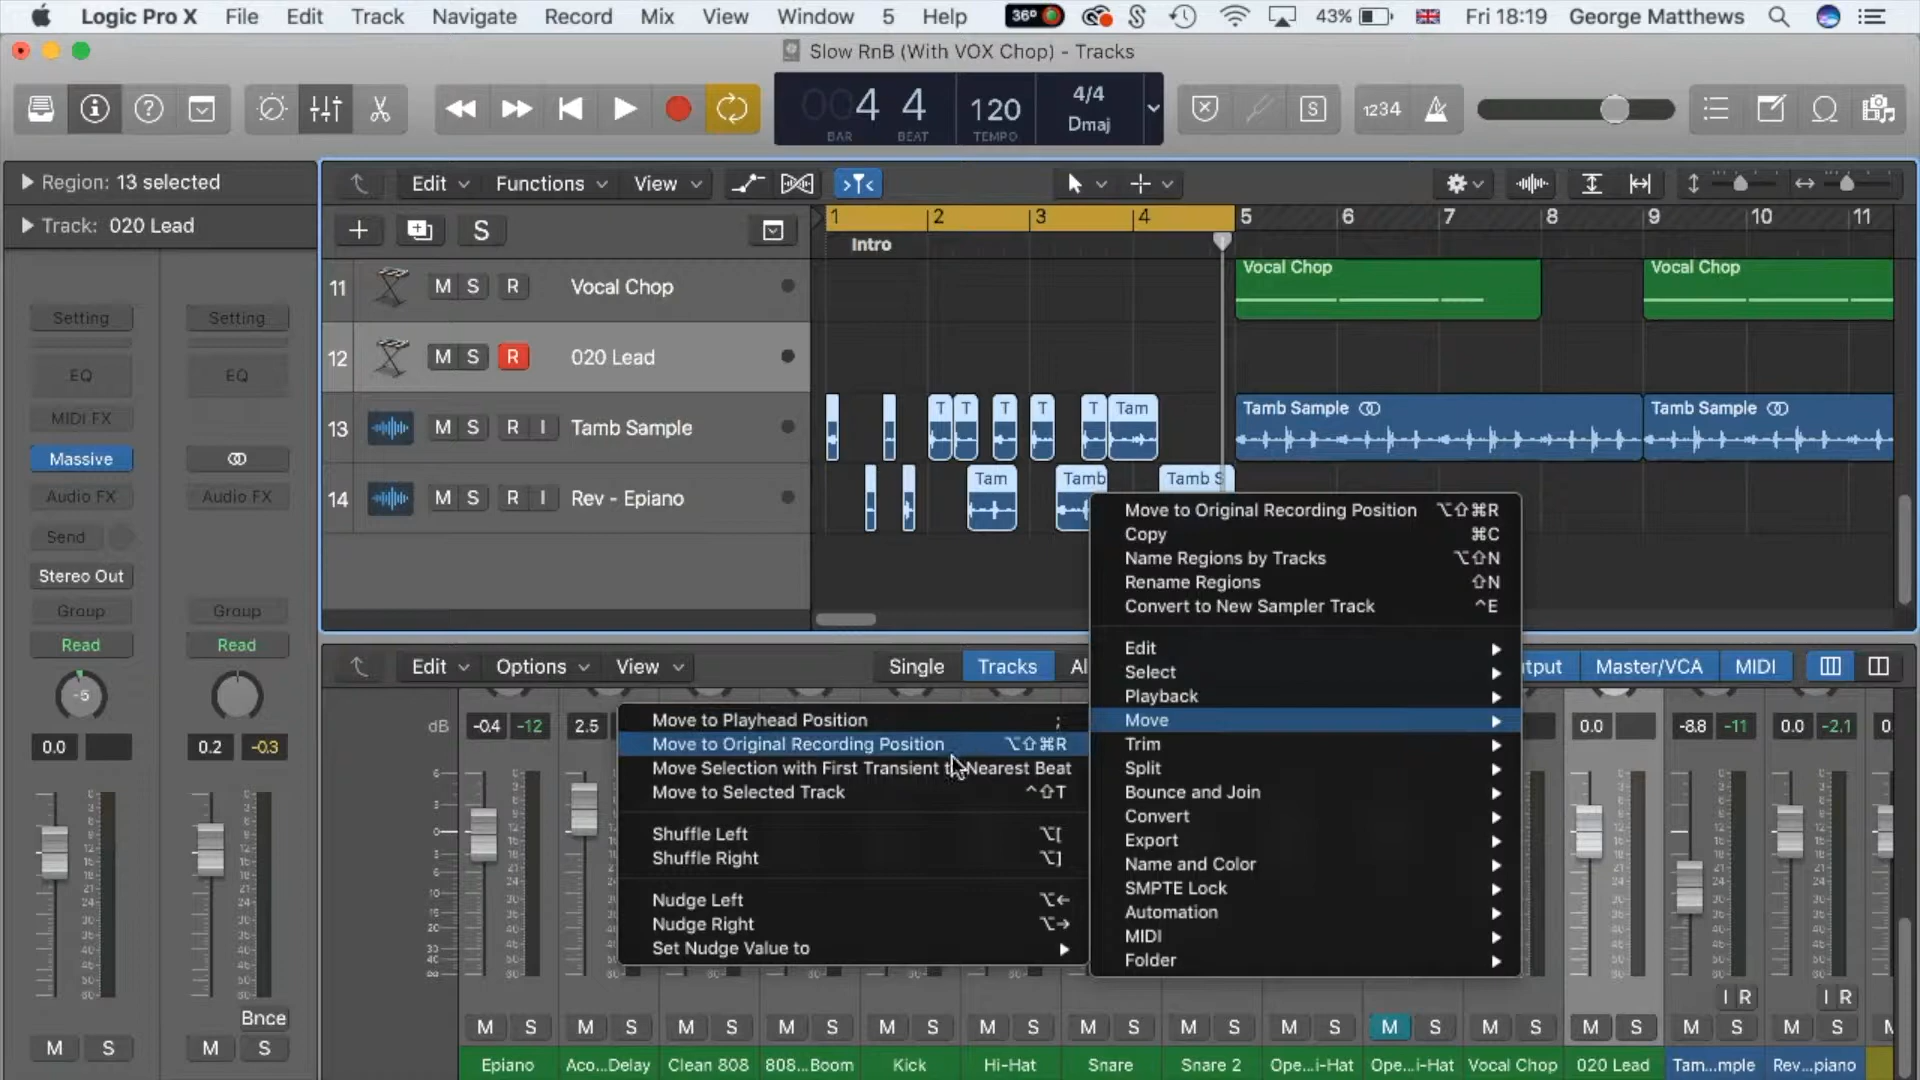 Logic Pro X File Edit Track Navigate Record Mix View Window 5 Help 36º 43% Fri 18:19 George Matthews
Slow RnB (With VOX Chop) - Tracks
004 4 120 4/4 Dmaj
BAR BEAT TEMPO
S 1234
Region: 13 selected
Edit Functions View
Track: 020 Lead
S
1 2 3 4 5 6 7 8 9 10 11
Intro
11 M S R Vocal Chop
Vocal Chop Vocal Chop
12 M S R 020 Lead
13 M S R I Tamb Sample
T T T T T Tam
Tamb Sample Tamb Sample
14 M S R I Rev - Epiano
Tam Tamb Tamb S
Setting Setting
EQ EQ
MIDI FX
Massive
Audio FX Audio FX
Send
Stereo Out
Group Group
Read Read
-5
0.0 0.2 -0.3
Bnce
M S M S
Move to Original Recording Position ⌥⇧⌘R
Copy ⌘C
Name Regions by Tracks ⌥⇧N
Rename Regions ⇧N
Convert to New Sampler Track ^E
Edit
Select
Playback
Move
Trim
Split
Bounce and Join
Convert
Export
Name and Color
SMPTE Lock
Automation
MIDI
Folder
Edit Options View Single Tracks Al tput Master/VCA MIDI
dB -0.4 -12 2.5 0.0 -8.8 -11 0.0 -2.1 0
Move to Playhead Position ;
Move to Original Recording Position ⌥⇧⌘R
Move Selection with First Transient t Nearest Beat
Move to Selected Track ^⇧T
Shuffle Left ⌥[
Shuffle Right ⌥]
Nudge Left ⌥←
Nudge Right ⌥→
Set Nudge Value to
I R I R
M S M S M S M S M S M S M S M S M S M S M S M S M S M S M
Epiano Aco...Delay Clean 808 808...Boom Kick Hi-Hat Snare Snare 2 Ope...i-Hat Ope...i-Hat Vocal Chop 020 Lead Tam...mple Rev...piano